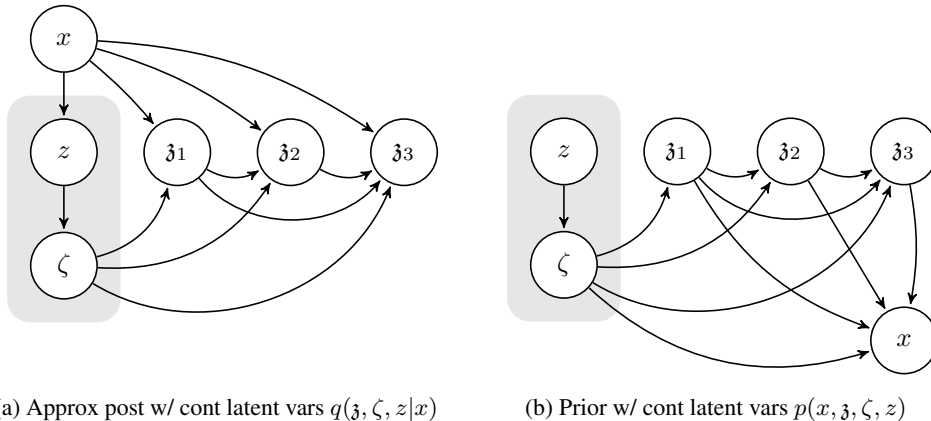 x
z
𝔷1
𝔷2
𝔷3
ζ
(a) Approx post w/ cont latent vars q(𝔷, ζ, z|x)
z
𝔷1
𝔷2
𝔷3
ζ
x
(b) Prior w/ cont latent vars p(x, 𝔷, ζ, z)